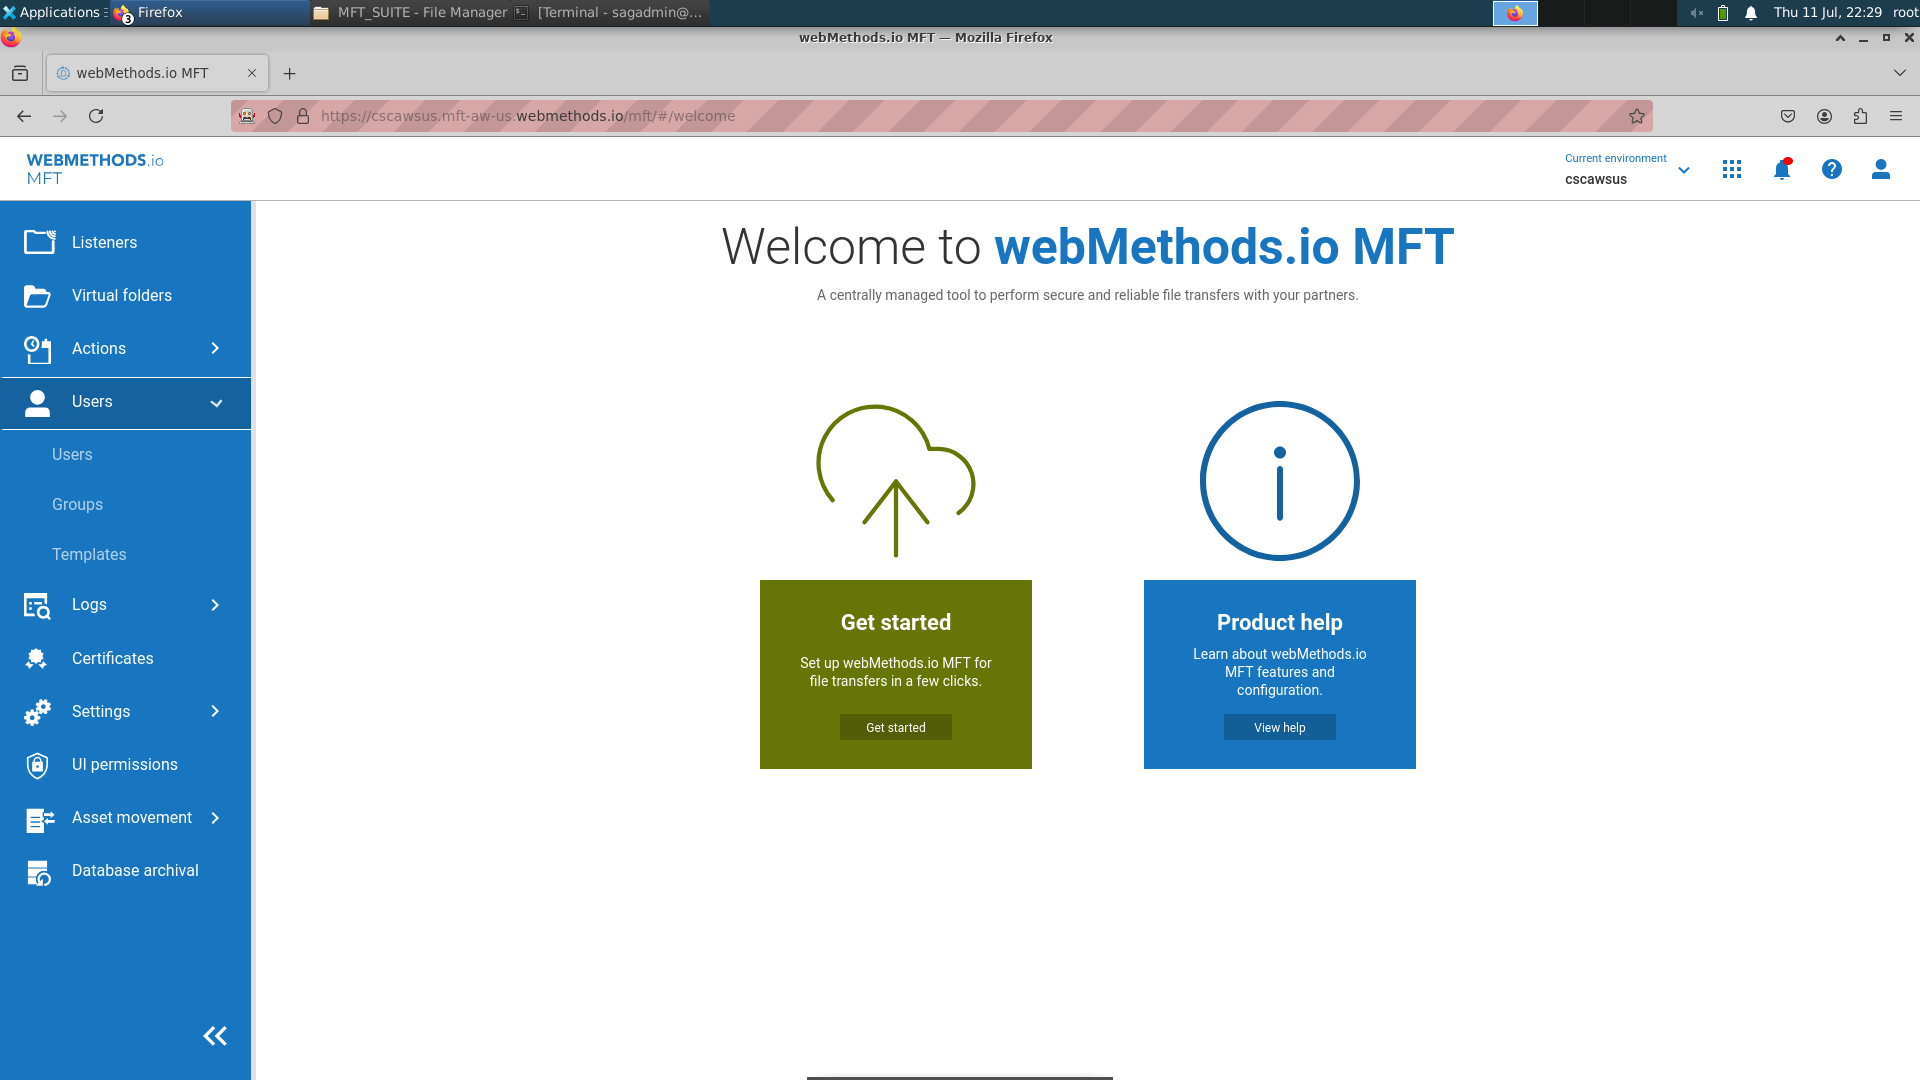 Applications
3
Firefox
MFT_SUITE - File Manager
[Terminal - sagadmin@...
Thu 11 Jul, 22:29
root
webMethods.io MFT — Mozilla Firefox
webMethods.io MFT
https://cscawsus.mft-aw-us.webmethods.io/mft/#/welcome
WEBMETHODS.io
MFT
Current environment
cscawsus
Listeners
Virtual folders
Actions
Users
Users
Groups
Templates
Logs
Certificates
Settings
UI permissions
Asset movement
Database archival
Welcome to webMethods.io MFT
A centrally managed tool to perform secure and reliable file transfers with your partners.
Get started
Set up webMethods.io MFT for
file transfers in a few clicks.
Get started
Product help
Learn about webMethods.io
MFT features and
configuration.
View help